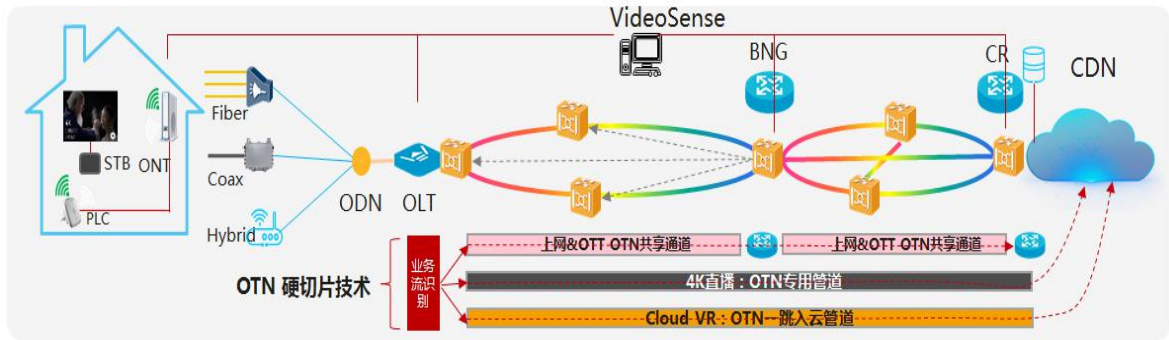 VideoSense
BNG
CR
CDN
Fiber
STB
ONT
Coax
PLC
ODN
OLT
Hybrid
OTN 硬切片技术
业务
流识
别
上网&OTT OTN共享通道
上网&OTT OTN共享通道
4K直播：OTN专用管道
Cloud VR：OTN一跳入云管道